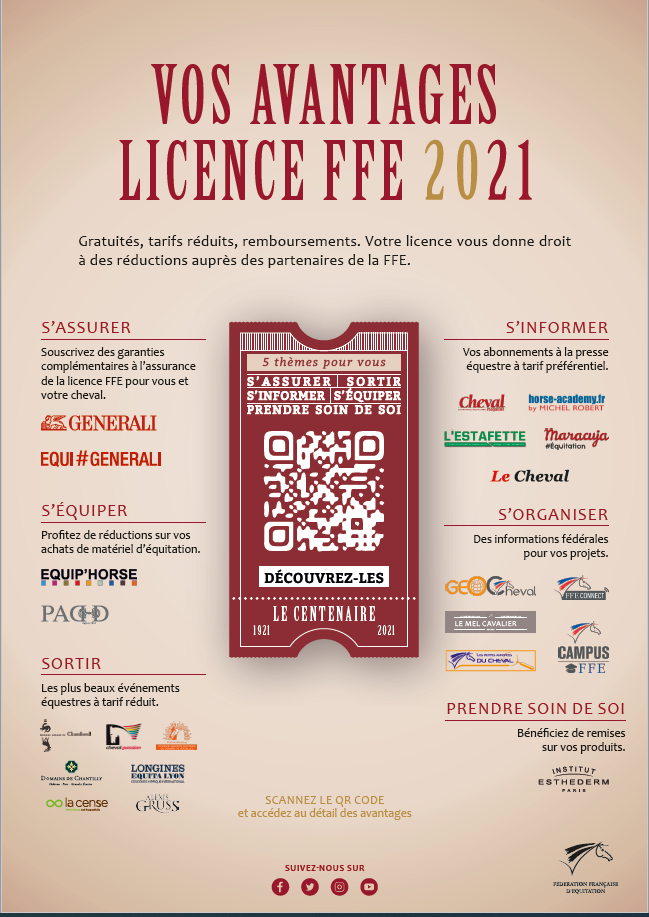 VOS AVANTAGES
LICENCE FFE 2021
Gratuités, tarifs réduits, remboursements. Votre licence vous donne droit
à des réductions auprès des partenaires de la FFE.
S'ASSURER
Souscrivez des garanties
complémentaires à l'assurance
de la licence FFE pour vous et
votre cheval.
GENERALI
EQUI#GENERALI
S'ÉQUIPER
Profitez de réductions sur vos
achats de matériel d'équitation.
EQUIP'HORSE
PADD
SORTIR
Les plus beaux événements
équestres à tarif réduit.
Chambord
chevalpassion
DOMAINE DE CHANTILLY
LONGINES
EQUITA LYON
la cense
ALEXIS
GRUSS
5 thèmes pour vous
S'ASSURER SORTIR
S'INFORMER S'ÉQUIPER
PRENDRE SOIN DE SOI
DÉCOUVREZ-LES
LE CENTENAIRE
1921 2021
SCANNEZ LE QR CODE
et accédez au détail des avantages
S'INFORMER
Vos abonnements à la presse
équestre à tarif préférentiel.
Cheval
horse-academy.fr
by MICHEL ROBERT
L'ESTAFETTE
Maracuja
#Équitation
Le Cheval
S'ORGANISER
Des informations fédérales
pour vos projets.
GEO Cheval
FFE CONNECT
LE MEL CAVALIER
CAMPUS
FFE
DU CHEVAL
PRENDRE SOIN DE SOI
Bénéficiez de remises
sur vos produits.
INSTITUT
ESTHEDERM
PARIS
SUIVEZ-NOUS SUR
FÉDÉRATION FRANÇAISE
D'ÉQUITATION